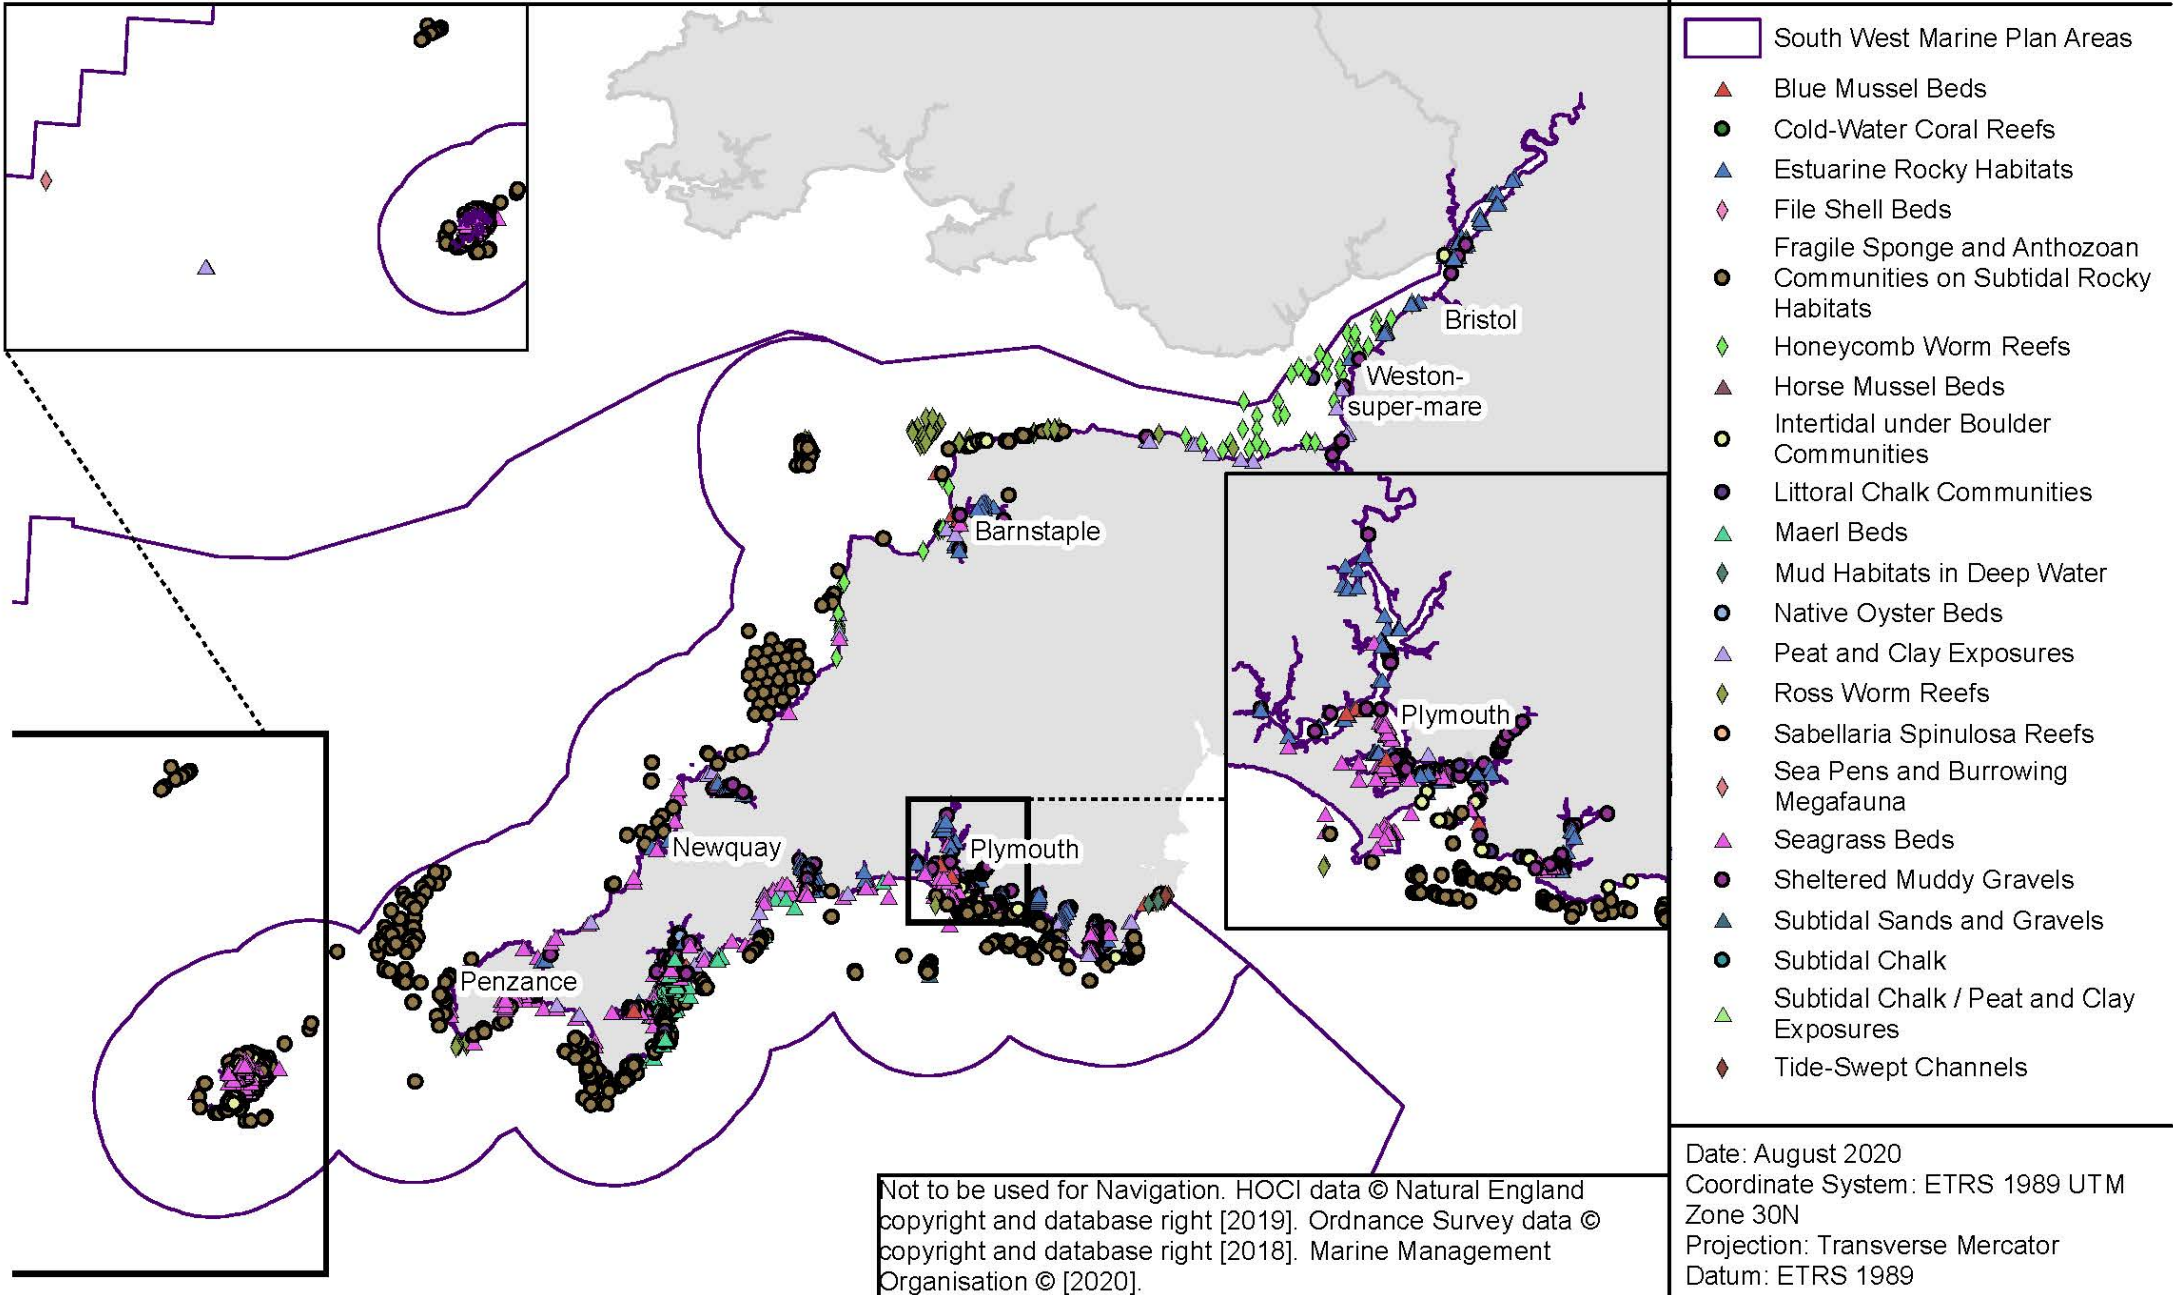 South West Marine Plan Areas
Blue Mussel Beds
Cold-Water Coral Reefs
Estuarine Rocky Habitats
File Shell Beds
Fragile Sponge and Anthozoan
Communities on Subtidal Rocky
Habitats
Honeycomb Worm Reefs
Horse Mussel Beds
Intertidal under Boulder
Communities
Littoral Chalk Communities
Maerl Beds
Mud Habitats in Deep Water
Native Oyster Beds
Peat and Clay Exposures
Ross Worm Reefs
Sabellaria Spinulosa Reefs
Sea Pens and Burrowing
Megafauna
Seagrass Beds
Sheltered Muddy Gravels
Subtidal Sands and Gravels
Subtidal Chalk
Subtidal Chalk / Peat and Clay
Exposures
Tide-Swept Channels
Bristol
Weston-
super-mare
Barnstaple
Plymouth
Newquay
Plymouth
Penzance
Not to be used for Navigation. HOCI data © Natural England
copyright and database right [2019]. Ordnance Survey data ©
copyright and database right [2018]. Marine Management
Organisation © [2020].
Date: August 2020
Coordinate System: ETRS 1989 UTM
Zone 30N
Projection: Transverse Mercator
Datum: ETRS 1989